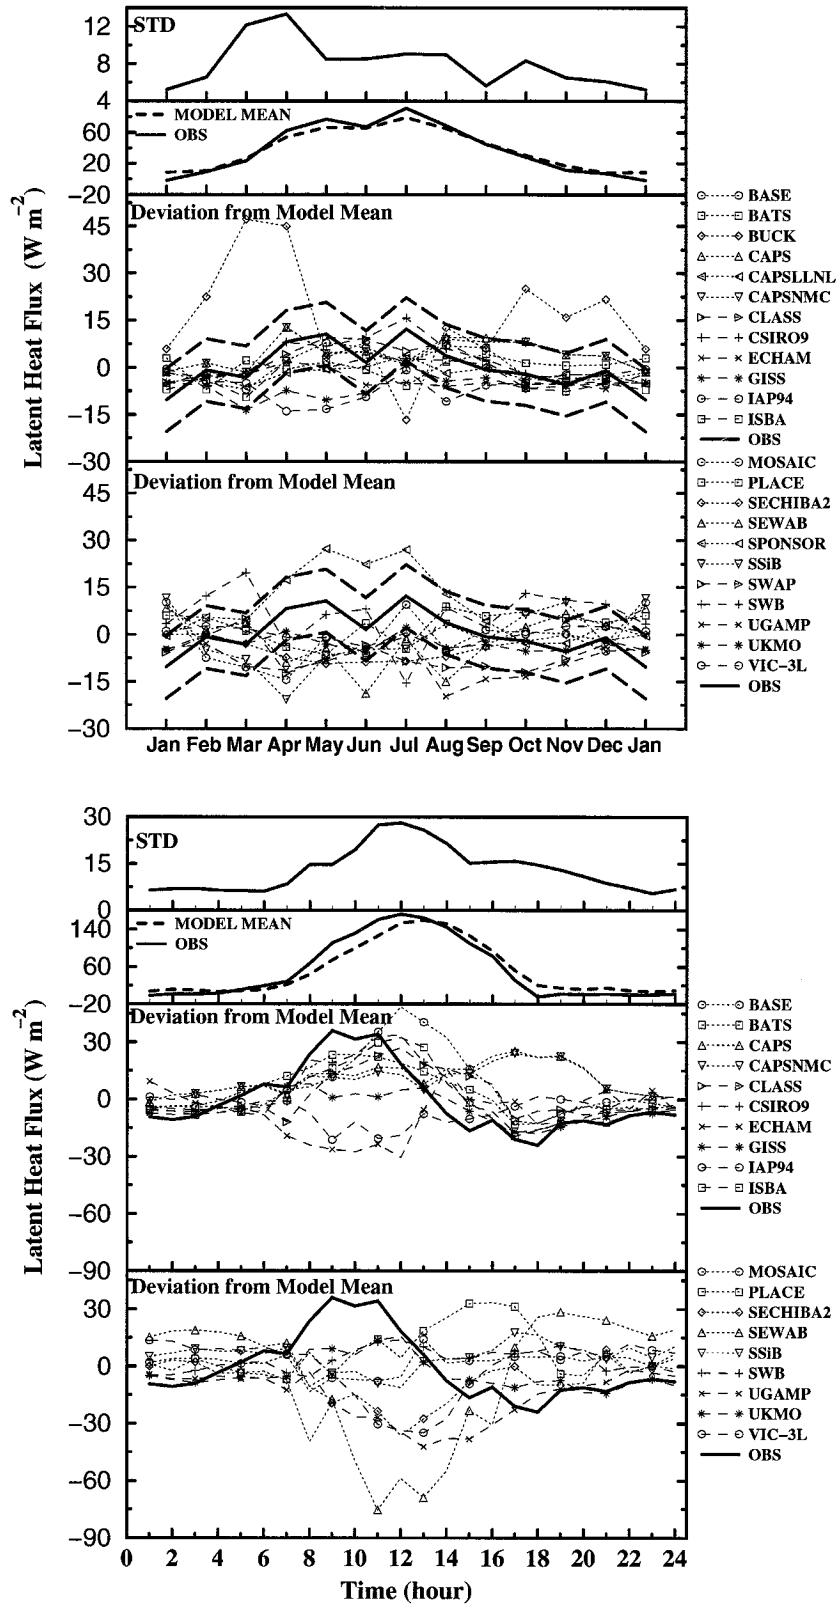 STD
12
8
4
MODEL MEAN
OBS
60
20
−20
Deviation from Model Mean
45
30
15
0
−15
−30
BASE
BATS
BUCK
CAPS
CAPSLLNL
CAPSNMC
CLASS
CSIRO9
ECHAM
GISS
IAP94
ISBA
OBS
Latent Heat Flux (W m−2)
Deviation from Model Mean
45
30
15
0
−15
−30
MOSAIC
PLACE
SECHIBA2
SEWAB
SPONSOR
SSiB
SWAP
SWB
UGAMP
UKMO
VIC−3L
OBS
Jan Feb Mar Apr May Jun Jul Aug Sep Oct Nov Dec Jan
STD
30
15
0
MODEL MEAN
OBS
140
60
−20
Deviation from Model Mean
30
0
−30
−60
−90
BASE
BATS
CAPS
CAPSNMC
CLASS
CSIRO9
ECHAM
GISS
IAP94
ISBA
OBS
Latent Heat Flux (W m−2)
Deviation from Model Mean
30
0
−30
−60
−90
MOSAIC
PLACE
SECHIBA2
SEWAB
SSiB
SWB
UGAMP
UKMO
VIC−3L
OBS
0 2 4 6 8 10 12 14 16 18 20 22 24
Time (hour)